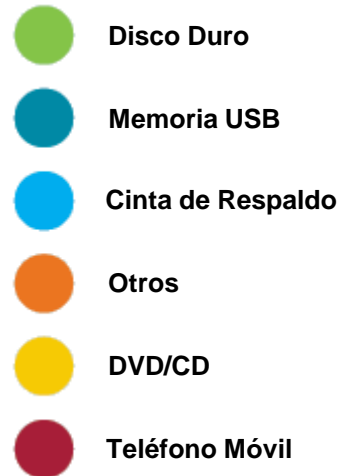 Disco Duro
Memoria USB
Cinta de Respaldo
Otros
DVD/CD
Teléfono Móvil